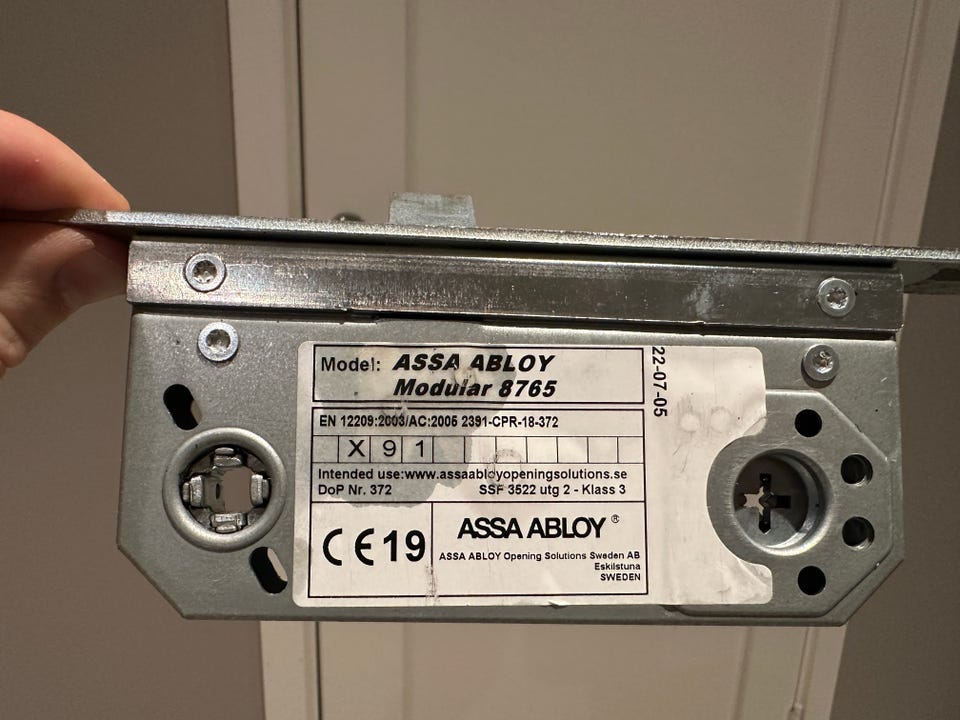 Model: ASSA ABLOY
Modular 8765
22-07-05
EN 12209:2003/AC:2005 2391-CPR-18-372
X 9 1
Intended use:www.assaabloyopeningsolutions.se
DoP Nr. 372 SSF 3522 utg 2 - Klass 3
CE 19
ASSA ABLOY®
ASSA ABLOY Opening Solutions Sweden AB
Eskilstuna
SWEDEN